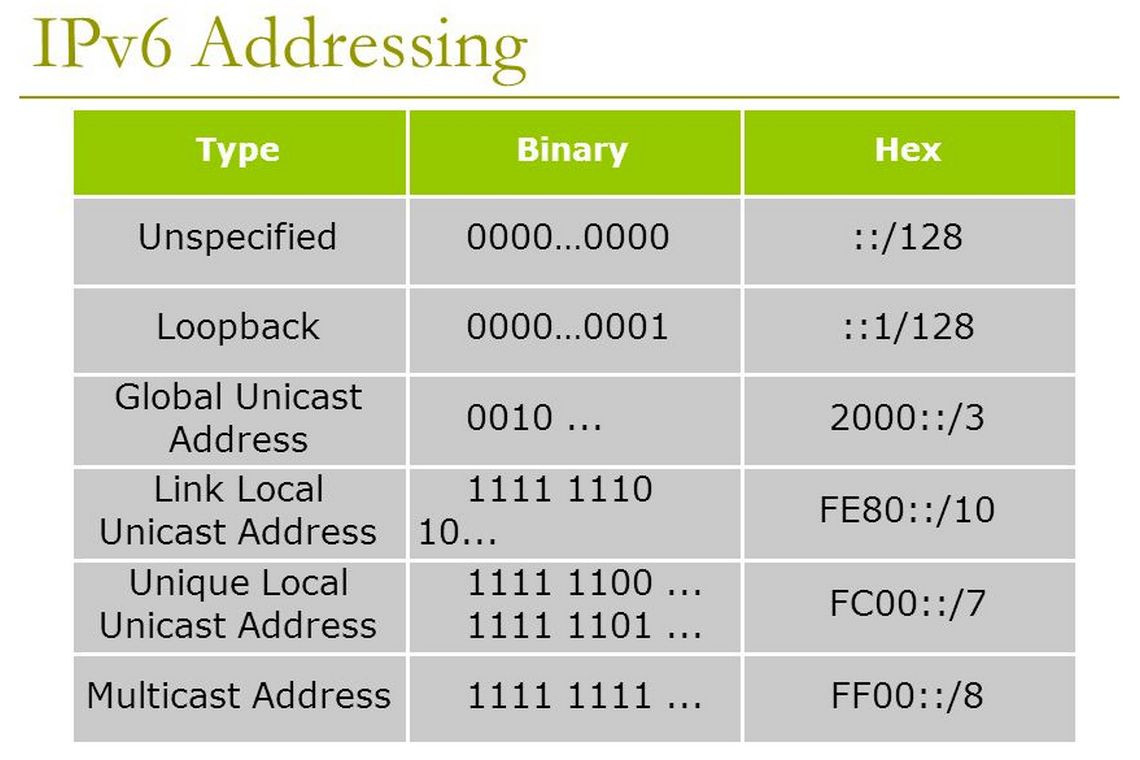 IPv6 Addressing
Type Binary Hex
Unspecified 0000...0000 ::/128
Loopback 0000...0001 ::1/128
Global Unicast
Address 0010 ... 2000::/3
Link Local
Unicast Address 1111 1110
10... FE80::/10
Unique Local
Unicast Address 1111 1100 ...
1111 1101 ... FC00::/7
Multicast Address 1111 1111 ... FF00::/8